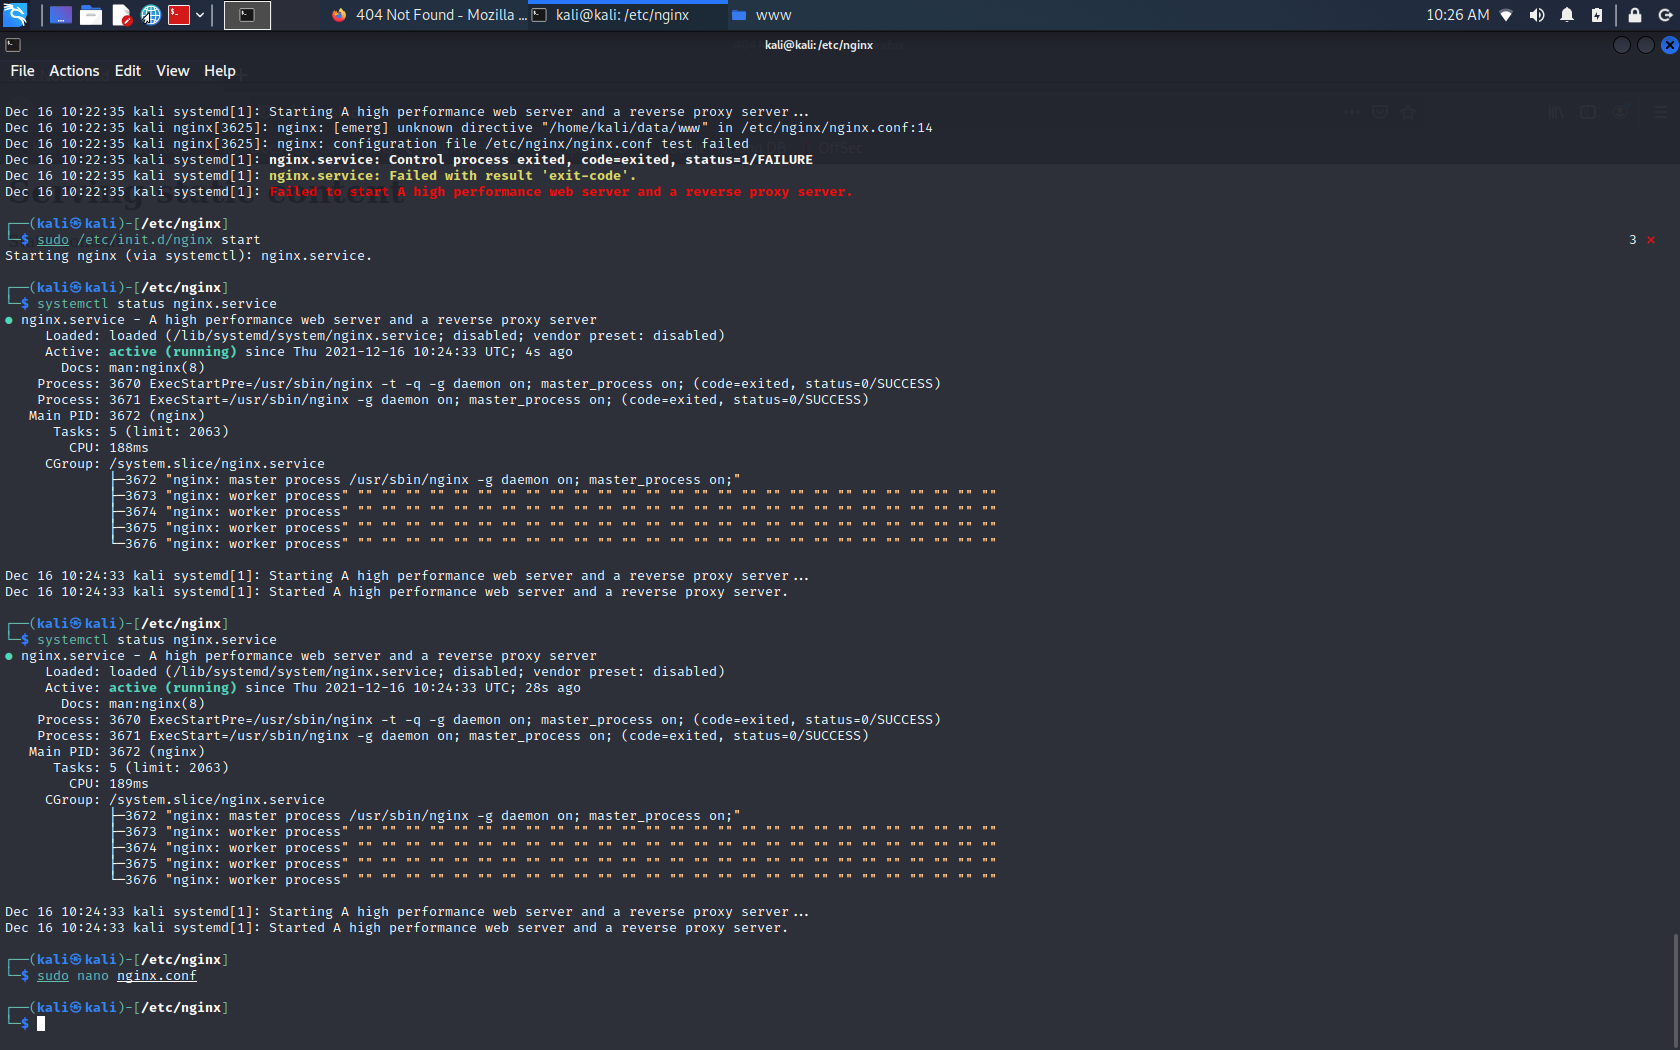 404 Not Found - Mozilla ...
kali@kali: /etc/nginx
www
10:26 AM
kali@kali: /etc/nginx
File Actions Edit View Help
Dec 16 10:22:35 kali systemd[1]: Starting A high performance web server and a reverse proxy server...
Dec 16 10:22:35 kali nginx[3625]: nginx: [emerg] unknown directive "/home/kali/data/www" in /etc/nginx/nginx.conf:14
Dec 16 10:22:35 kali nginx[3625]: nginx: configuration file /etc/nginx/nginx.conf test failed
Dec 16 10:22:35 kali systemd[1]: nginx.service: Control process exited, code=exited, status=1/FAILURE
Dec 16 10:22:35 kali systemd[1]: nginx.service: Failed with result 'exit-code'.
Dec 16 10:22:35 kali systemd[1]: Failed to start A high performance web server and a reverse proxy server.
Serving static content
┌──(kali㉿kali)-[/etc/nginx]
└─$ sudo /etc/init.d/nginx start 3 ⨯
Starting nginx (via systemctl): nginx.service.
┌──(kali㉿kali)-[/etc/nginx]
└─$ systemctl status nginx.service
● nginx.service - A high performance web server and a reverse proxy server
Loaded: loaded (/lib/systemd/system/nginx.service; disabled; vendor preset: disabled)
Active: active (running) since Thu 2021-12-16 10:24:33 UTC; 4s ago
Docs: man:nginx(8)
Process: 3670 ExecStartPre=/usr/sbin/nginx -t -q -g daemon on; master_process on; (code=exited, status=0/SUCCESS)
Process: 3671 ExecStart=/usr/sbin/nginx -g daemon on; master_process on; (code=exited, status=0/SUCCESS)
Main PID: 3672 (nginx)
Tasks: 5 (limit: 2063)
CPU: 188ms
CGroup: /system.slice/nginx.service
├─3672 "nginx: master process /usr/sbin/nginx -g daemon on; master_process on;"
├─3673 "nginx: worker process" "" "" "" "" "" "" "" "" "" "" "" "" "" "" "" "" "" "" "" "" "" "" "" "" "" "" ""
├─3674 "nginx: worker process" "" "" "" "" "" "" "" "" "" "" "" "" "" "" "" "" "" "" "" "" "" "" "" "" "" "" ""
├─3675 "nginx: worker process" "" "" "" "" "" "" "" "" "" "" "" "" "" "" "" "" "" "" "" "" "" "" "" "" "" "" ""
└─3676 "nginx: worker process" "" "" "" "" "" "" "" "" "" "" "" "" "" "" "" "" "" "" "" "" "" "" "" "" "" "" ""
Dec 16 10:24:33 kali systemd[1]: Starting A high performance web server and a reverse proxy server...
Dec 16 10:24:33 kali systemd[1]: Started A high performance web server and a reverse proxy server.
┌──(kali㉿kali)-[/etc/nginx]
└─$ systemctl status nginx.service
● nginx.service - A high performance web server and a reverse proxy server
Loaded: loaded (/lib/systemd/system/nginx.service; disabled; vendor preset: disabled)
Active: active (running) since Thu 2021-12-16 10:24:33 UTC; 28s ago
Docs: man:nginx(8)
Process: 3670 ExecStartPre=/usr/sbin/nginx -t -q -g daemon on; master_process on; (code=exited, status=0/SUCCESS)
Process: 3671 ExecStart=/usr/sbin/nginx -g daemon on; master_process on; (code=exited, status=0/SUCCESS)
Main PID: 3672 (nginx)
Tasks: 5 (limit: 2063)
CPU: 189ms
CGroup: /system.slice/nginx.service
├─3672 "nginx: master process /usr/sbin/nginx -g daemon on; master_process on;"
├─3673 "nginx: worker process" "" "" "" "" "" "" "" "" "" "" "" "" "" "" "" "" "" "" "" "" "" "" "" "" "" "" ""
├─3674 "nginx: worker process" "" "" "" "" "" "" "" "" "" "" "" "" "" "" "" "" "" "" "" "" "" "" "" "" "" "" ""
├─3675 "nginx: worker process" "" "" "" "" "" "" "" "" "" "" "" "" "" "" "" "" "" "" "" "" "" "" "" "" "" "" ""
└─3676 "nginx: worker process" "" "" "" "" "" "" "" "" "" "" "" "" "" "" "" "" "" "" "" "" "" "" "" "" "" "" ""
Dec 16 10:24:33 kali systemd[1]: Starting A high performance web server and a reverse proxy server...
Dec 16 10:24:33 kali systemd[1]: Started A high performance web server and a reverse proxy server.
┌──(kali㉿kali)-[/etc/nginx]
└─$ sudo nano nginx.conf
┌──(kali㉿kali)-[/etc/nginx]
└─$